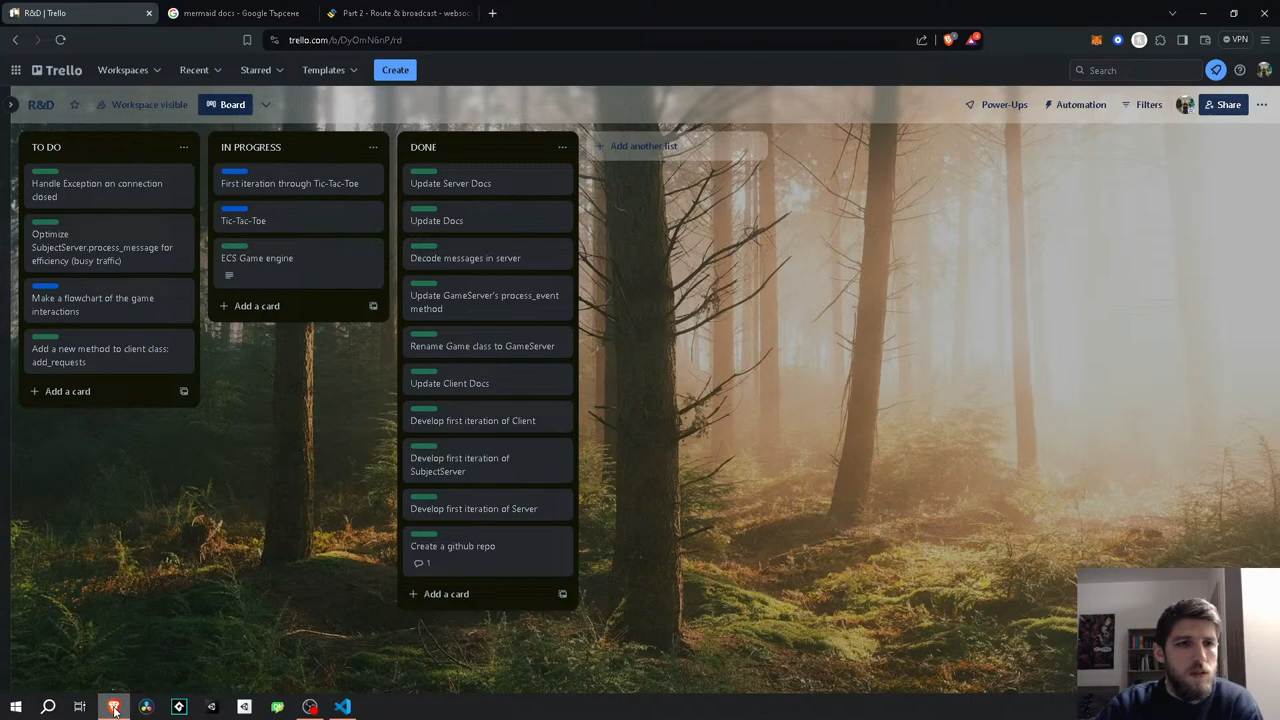 R&D | Trello
mermaid docs - Google Търсене
Part 2 - Route & broadcast - websoc
trello.com/b/DyOmN6nP/rd
1
VPN
Trello
Workspaces
Recent
Starred
Templates
Create
Search
R&D
Workspace visible
Board
Power-Ups
Automation
Filters
Share
TO DO
Handle Exception on connection
closed
Optimize
SubjectServer.process_message for
efficiency (busy traffic)
Make a flowchart of the game
interactions
Add a new method to client class:
add_requests
Add a card
IN PROGRESS
First iteration through Tic-Tac-Toe
Tic-Tac-Toe
ECS Game engine
Add a card
DONE
Update Server Docs
Update Docs
Decode messages in server
Update GameServer's process_event
method
Rename Game class to GameServer
Update Client Docs
Develop first iteration of Client
Develop first iteration of
SubjectServer
Develop first iteration of Server
Create a github repo
1
Add a card
Add another list